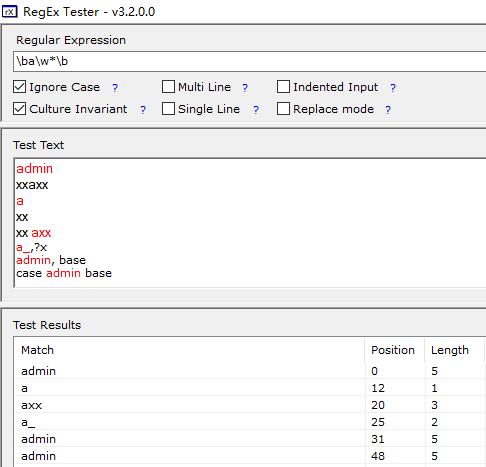 RegEx Tester - v3.2.0.0
Regular Expression
\ba\w*\b
Ignore Case ? Multi Line ? Indented Input ?
Culture Invariant ? Single Line ? Replace mode ?
Test Text
admin
xxaxx
a
xx
xx axx
a_,?x
admin, base
case admin base
Test Results
Match Position Length
admin 0 5
a 12 1
axx 20 3
a_ 25 2
admin 31 5
admin 48 5